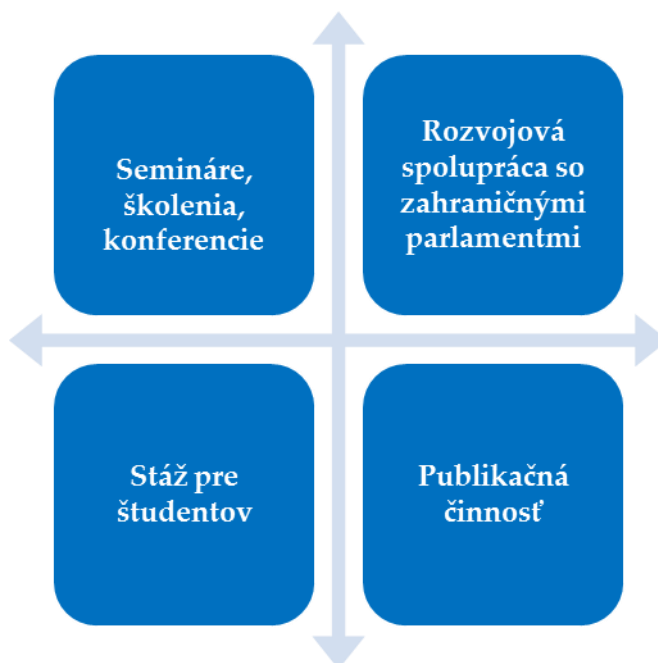 Semináre,
školenia,
konferencie
Rozvojová
spolupráca so
zahraničnými
parlamentmi
Stáž pre
študentov
Publikačná
činnosť